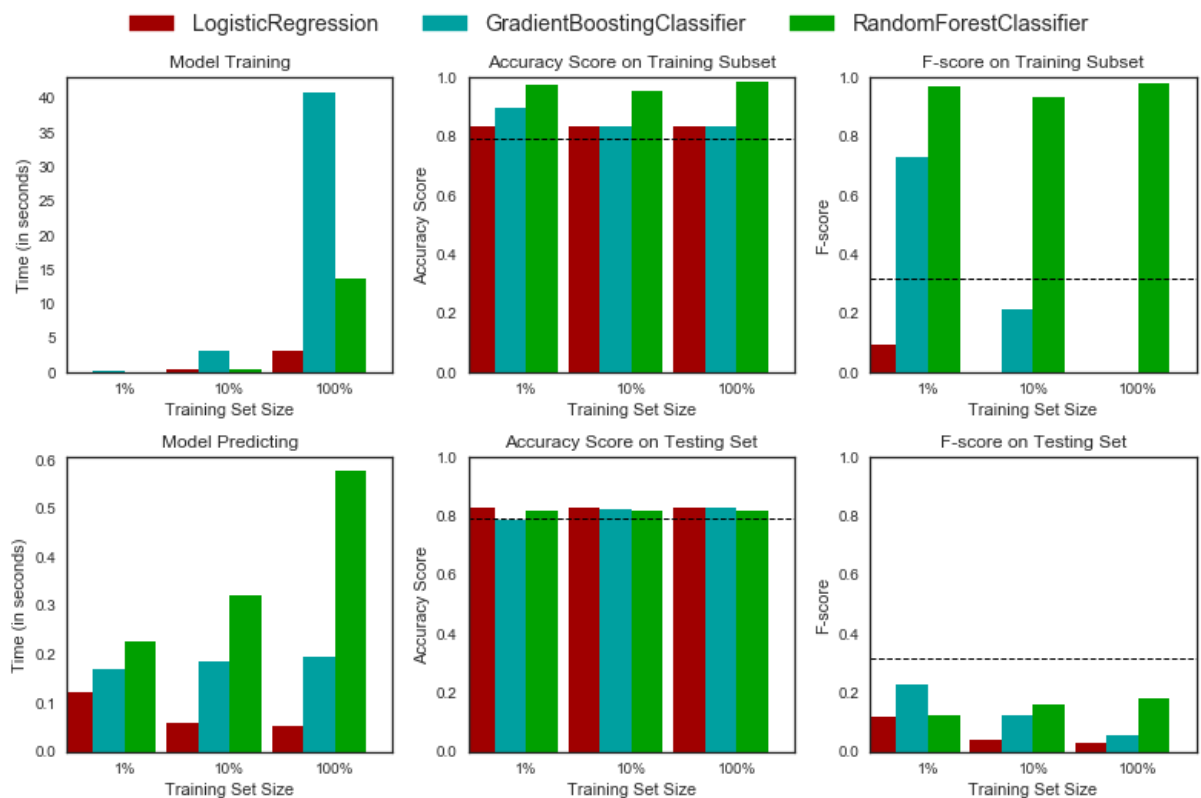 LogisticRegression GradientBoostingClassifier RandomForestClassifier
Model Training
Time (in seconds)
40
35
30
25
20
15
10
5
0
1% 10% 100%
Training Set Size
Accuracy Score on Training Subset
Accuracy Score
1.0
0.8
0.6
0.4
0.2
0.0
1% 10% 100%
Training Set Size
F-score on Training Subset
F-score
1.0
0.8
0.6
0.4
0.2
0.0
1% 10% 100%
Training Set Size
Model Predicting
Time (in seconds)
0.6
0.5
0.4
0.3
0.2
0.1
0.0
1% 10% 100%
Training Set Size
Accuracy Score on Testing Set
Accuracy Score
1.0
0.8
0.6
0.4
0.2
0.0
1% 10% 100%
Training Set Size
F-score on Testing Set
F-score
1.0
0.8
0.6
0.4
0.2
0.0
1% 10% 100%
Training Set Size